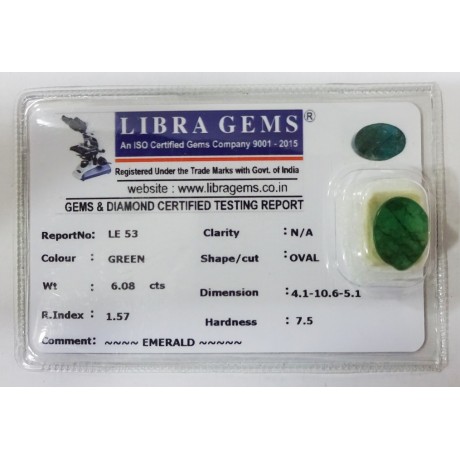 LIBRA GEMS ®
An ISO Certified Gems Company 9001 - 2015
Registered Under the Trade Marks with Govt. of India
website : www.libragems.co.in
GEMS & DIAMOND CERTIFIED TESTING REPORT
ReportNo: LE 53 Clarity : N/A
Colour : GREEN Shape/cut : OVAL
Wt : 6.08 cts Dimension : 4.1-10.6-5.1
R.Index : 1.57 Hardness : 7.5
Comment: ~~~~ EMERALD ~~~~~